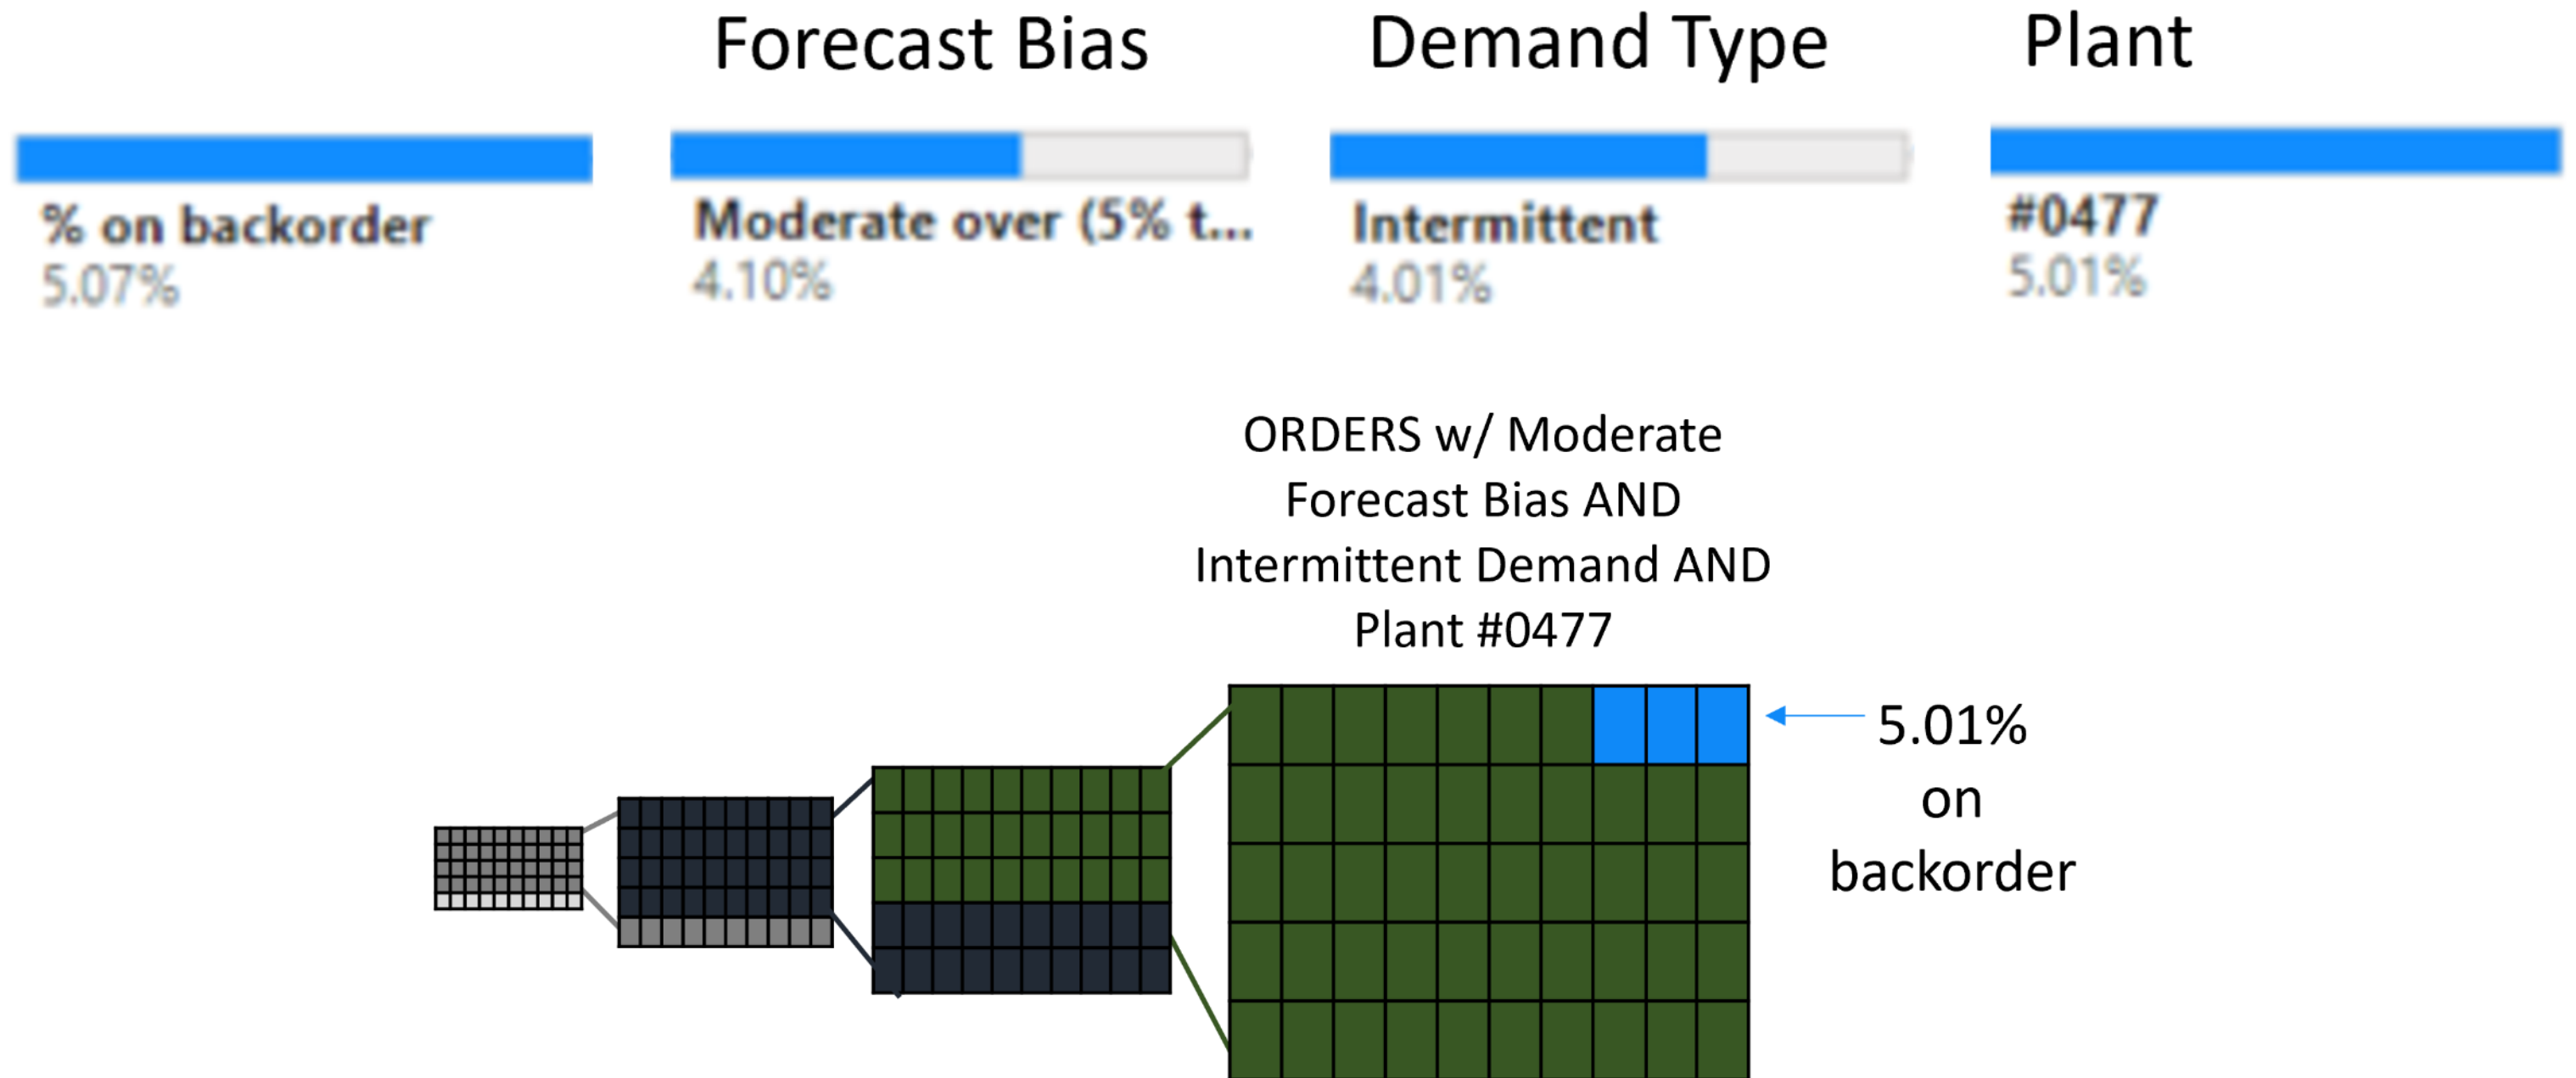 Forecast Bias
Demand Type
Plant
% on backorder
5.07%
Moderate over (5% t...
4.10%
Intermittent
4.01%
#0477
5.01%
ORDERS w/ Moderate
Forecast Bias AND
Intermittent Demand AND
Plant #0477
5.01%
on
backorder